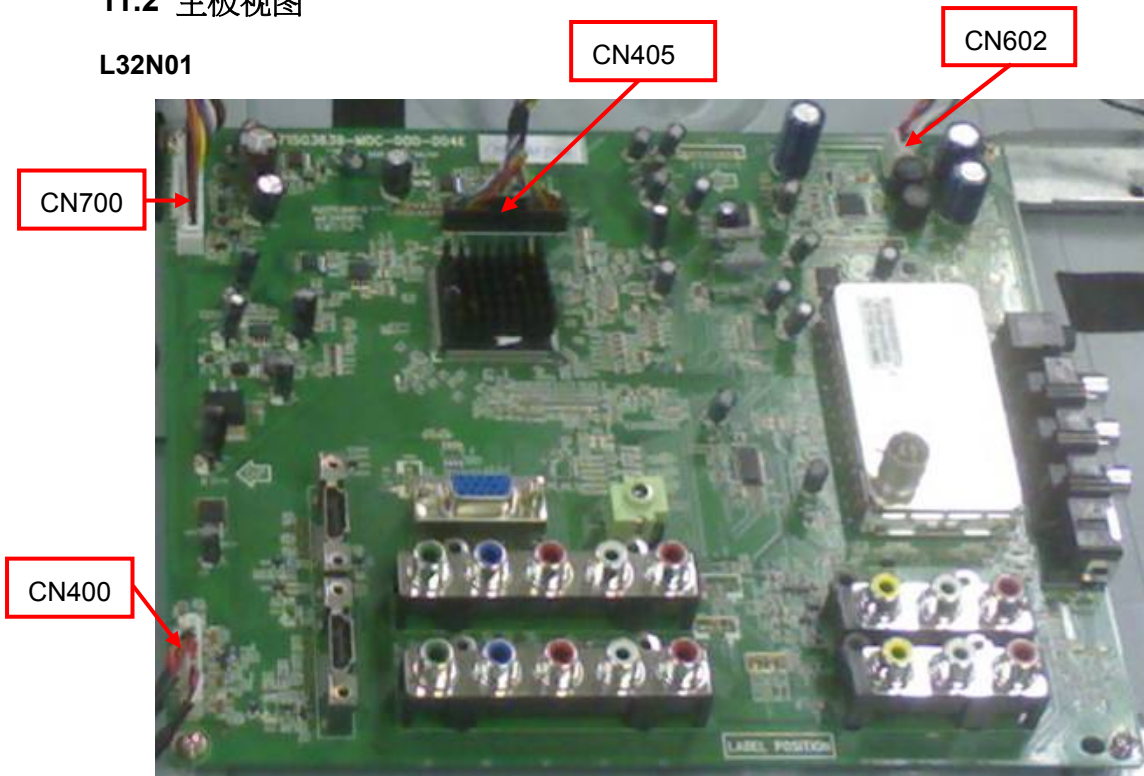 11.2 主板视图
L32N01
CN405
CN602
CN700
CN400
LABEL POSITION